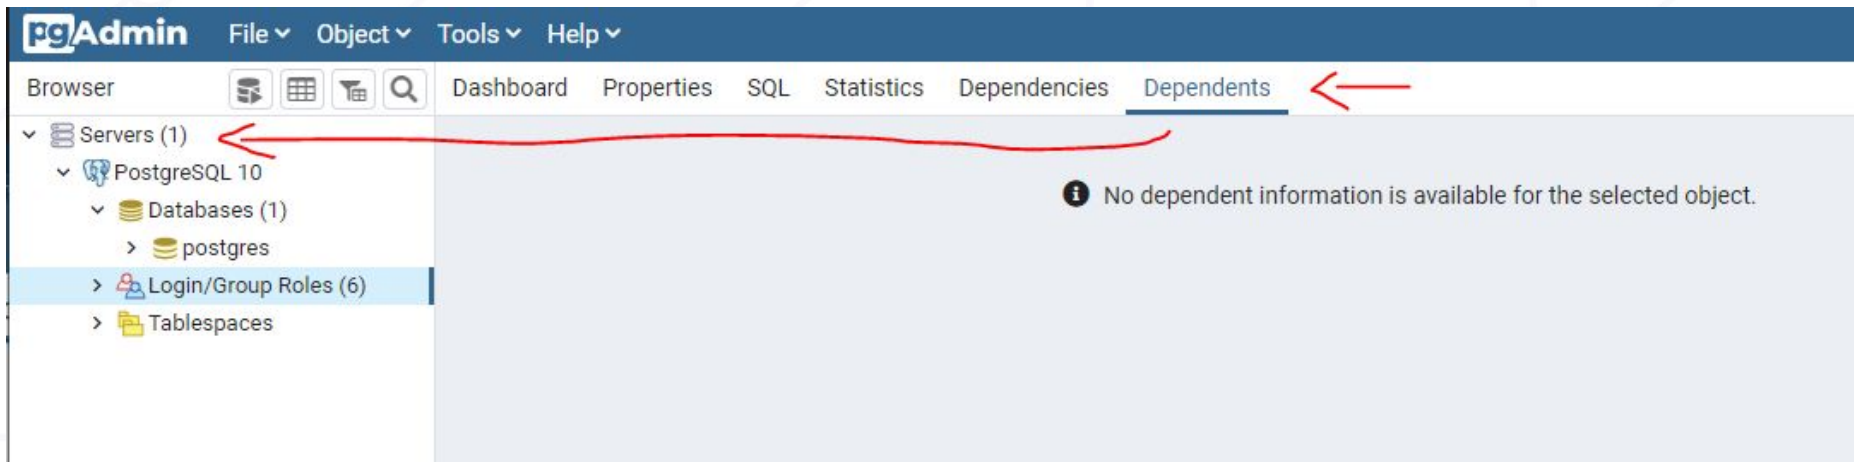 pgAdmin File Object Tools Help
Browser Dashboard Properties SQL Statistics Dependencies Dependents
Servers (1)
PostgreSQL 10
No dependent information is available for the selected object.
Databases (1)
postgres
Login/Group Roles (6)
Tablespaces